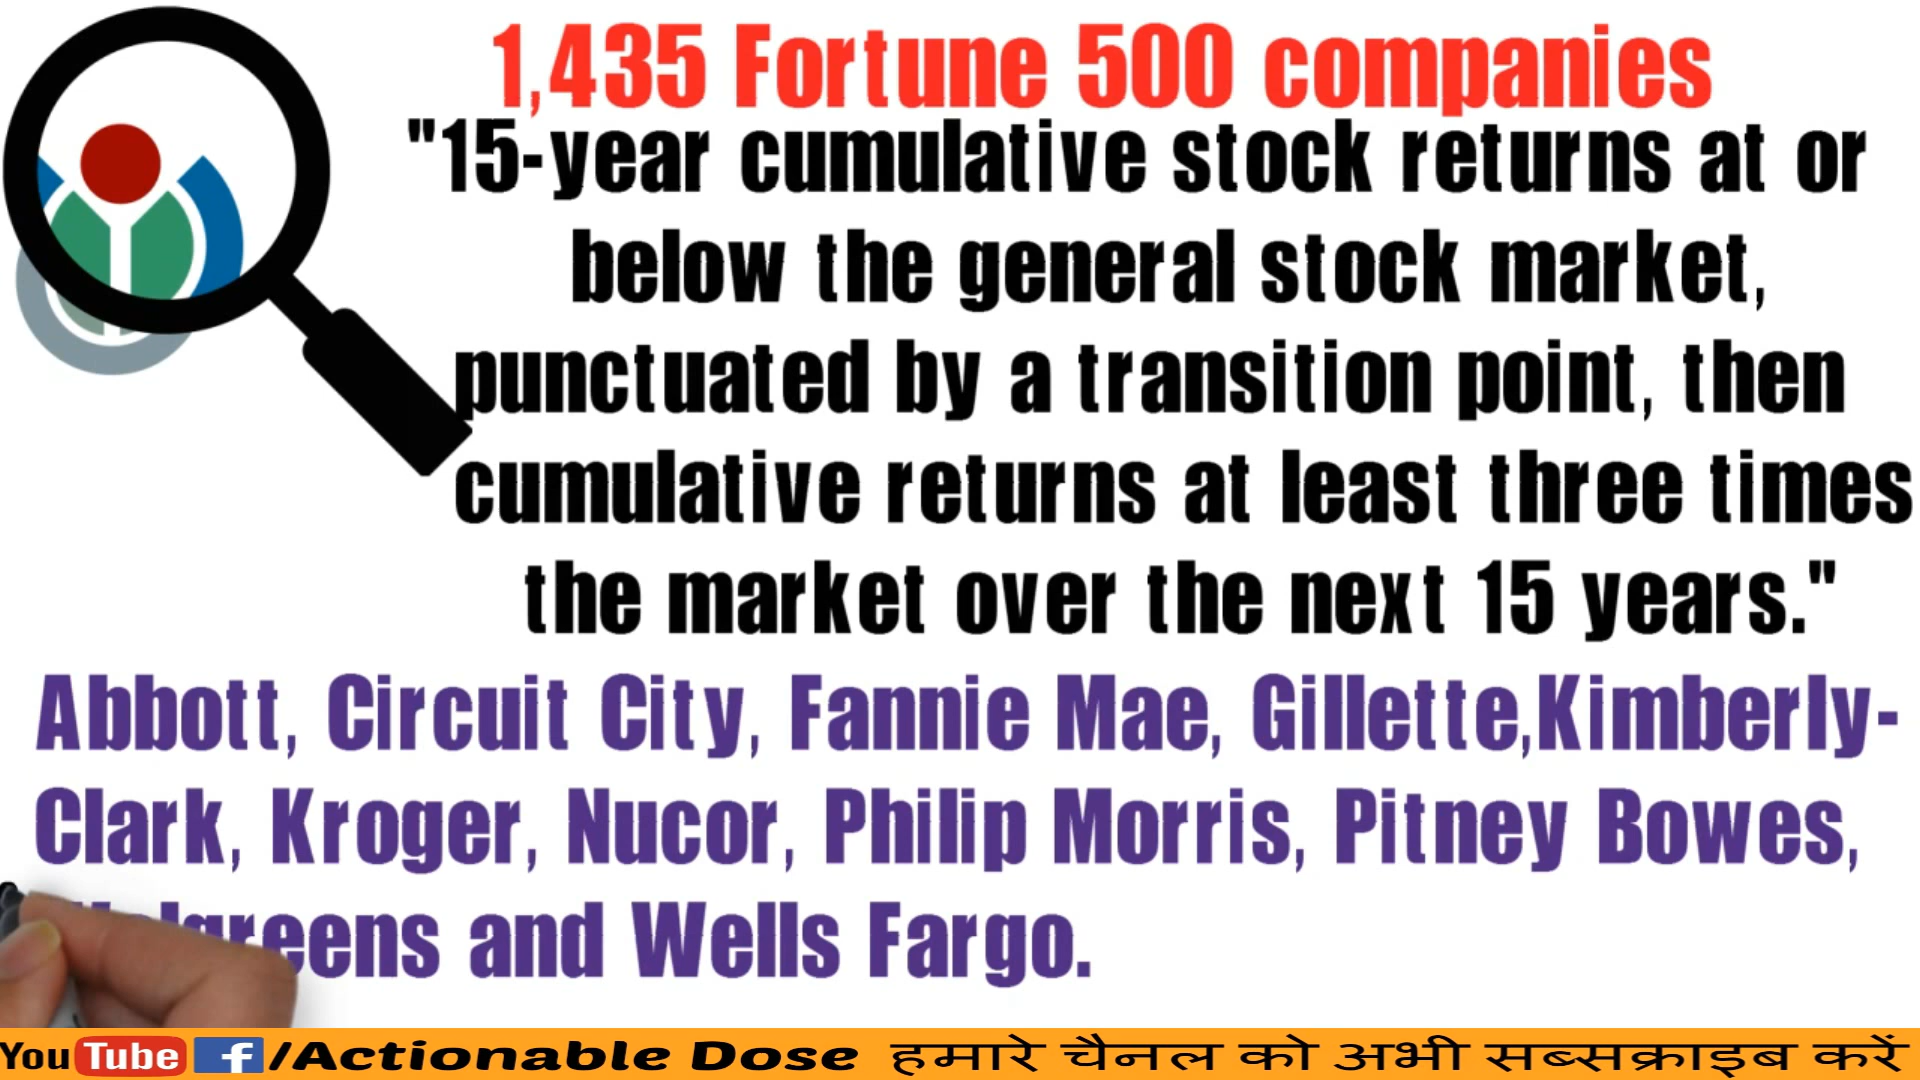 1,435 Fortune 500 companies
"15-year cumulative stock returns at or
below the general stock market,
punctuated by a transition point, then
cumulative returns at least three times
the market over the next 15 years."
Abbott, Circuit City, Fannie Mae, Gillette,Kimberly-
Clark, Kroger, Nucor, Philip Morris, Pitney Bowes,
and Wells Fargo.
YouTube f/Actionable Dose हमारे चैनल को अभी सब्सक्राइब करें